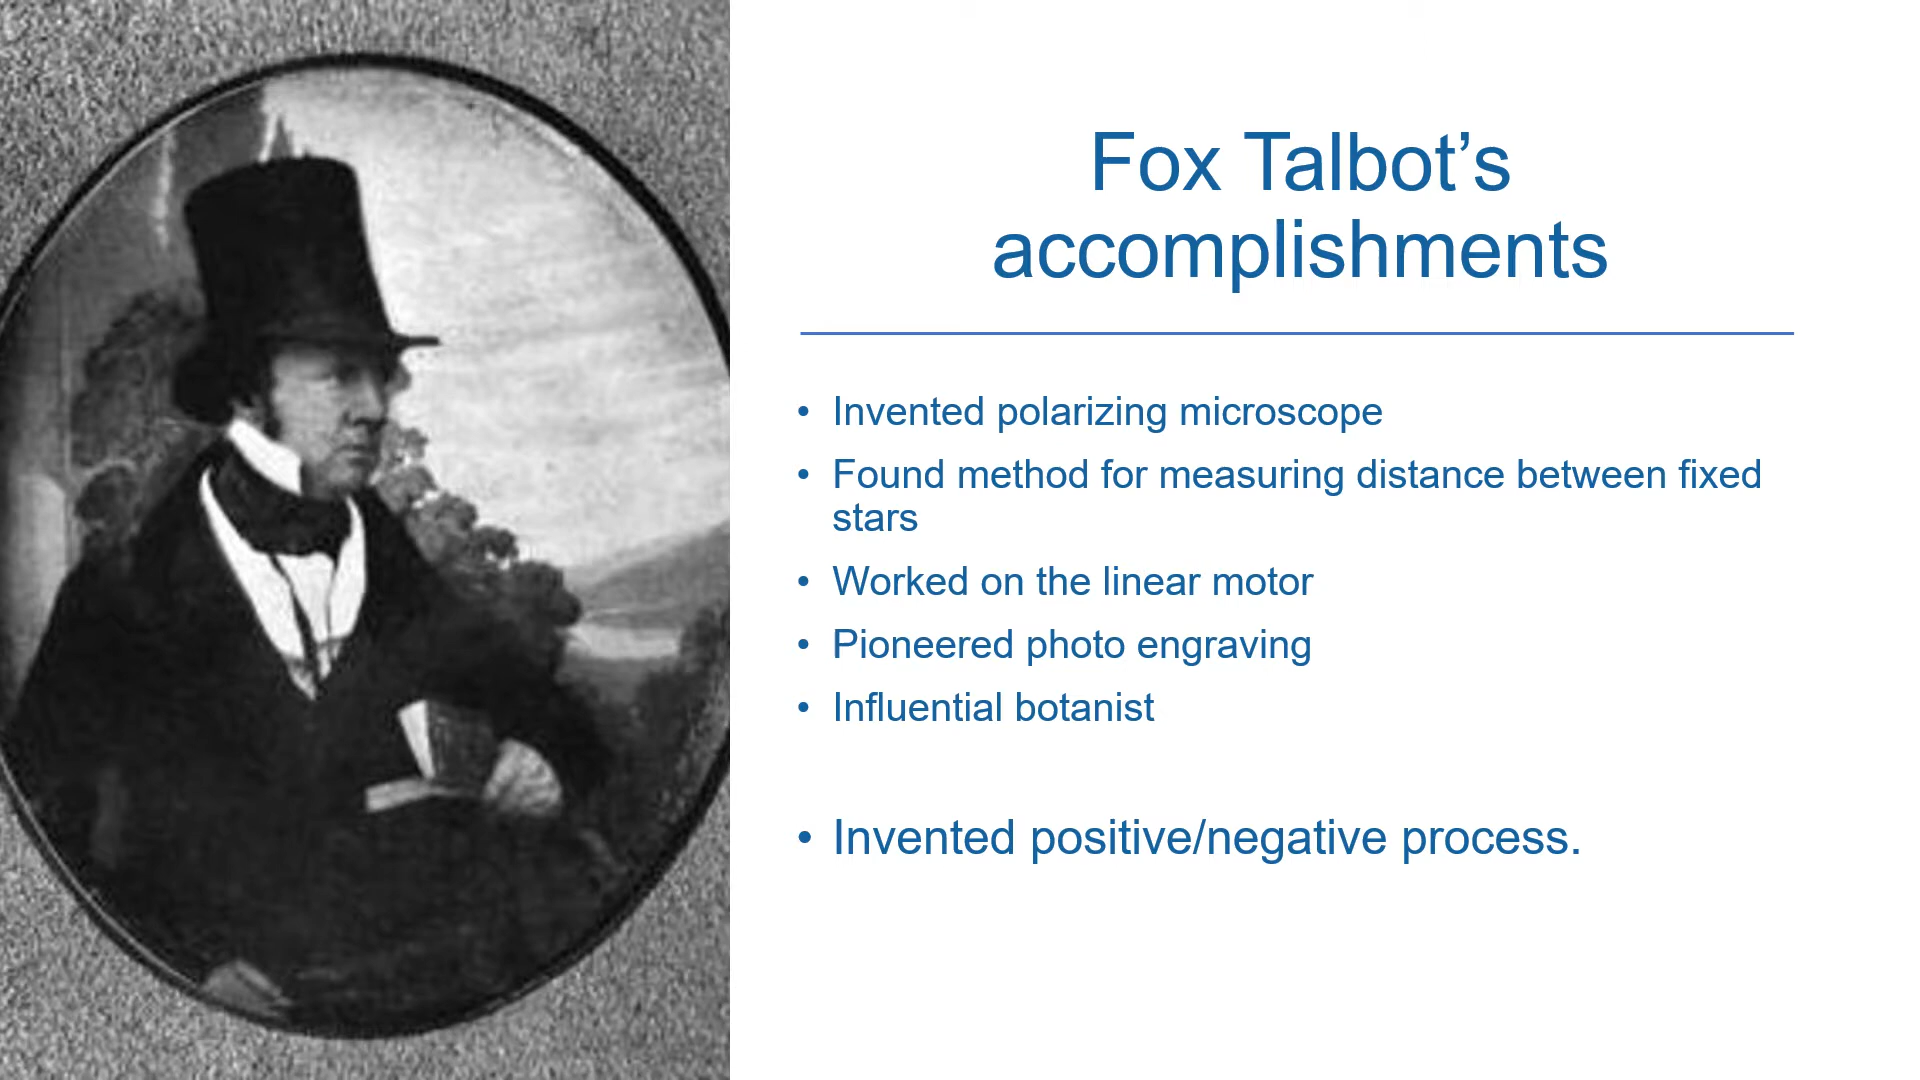 Fox Talbot’s
accomplishments
• Invented polarizing microscope
• Found method for measuring distance between fixed
stars
• Worked on the linear motor
• Pioneered photo engraving
• Influential botanist
• Invented positive/negative process.